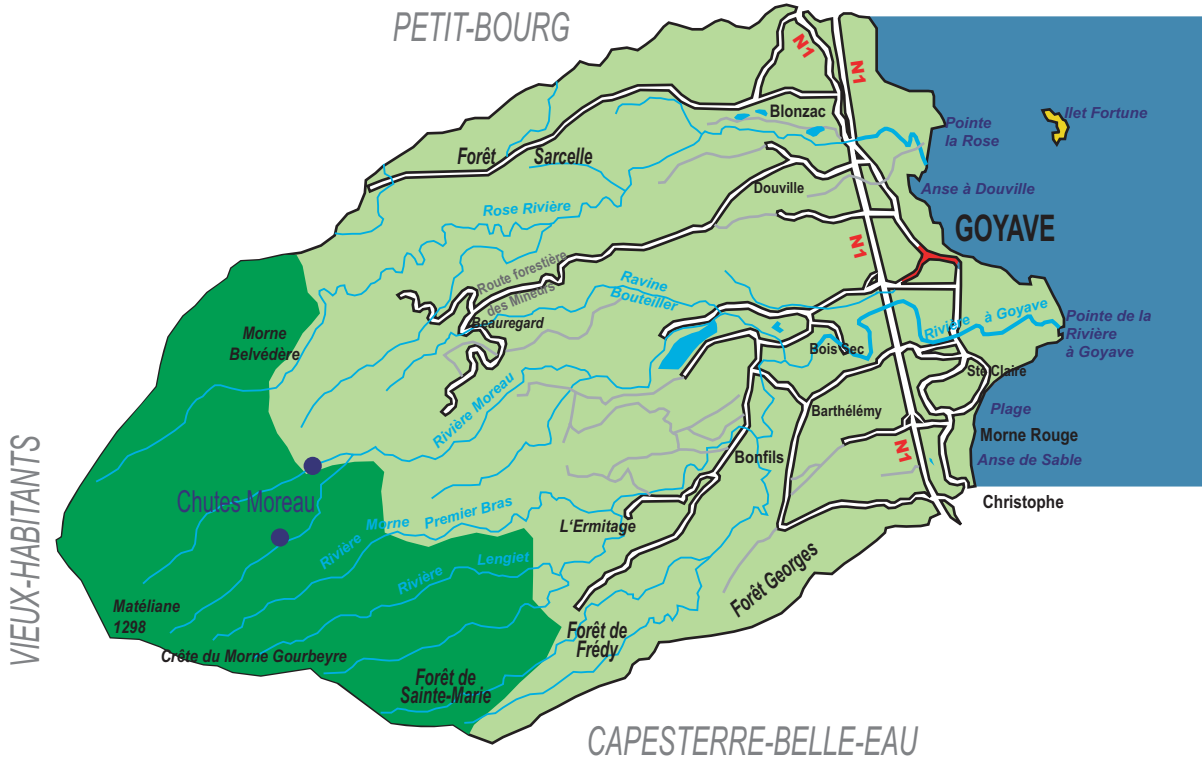 PETIT-BOURG
N1
N1
Blonzac
Pointe
la Rose
Ilet Fortune
Forêt Sarcelle
Douville
Anse à Douville
Rose Rivière
GOYAVE
N1
Route forestière
des Mineurs
Ravine
Bouteiller
Beauregard
Morne
Belvédère
Rivière à Goyave
Pointe de la
Rivière
à Goyave
Bois Sec
Ste Claire
Rivière Moreau
Barthélémy
Plage
Morne Rouge
Anse de Sable
N1
Bonfils
Christophe
VIEUX-HABITANTS
Chutes Moreau
Rivière Morne Premier Bras
L'Ermitage
Rivière Lengiet
Forêt Georges
Matéliane
1298
Forêt de
Frédy
Crête du Morne Gourbeyre
Forêt de
Sainte-Marie
CAPESTERRE-BELLE-EAU